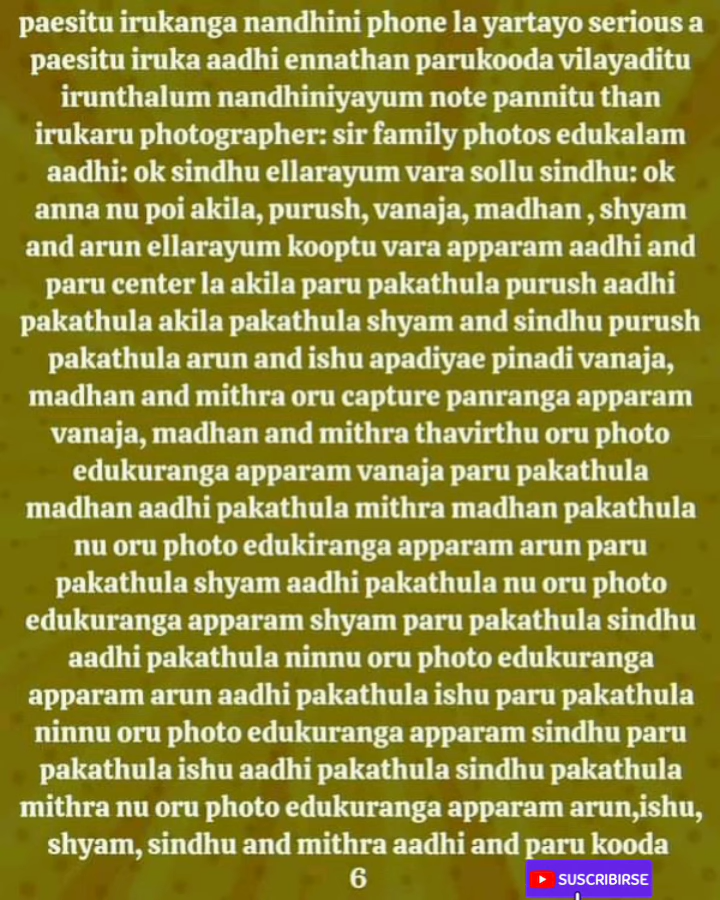 paesitu irukanga nandhini phone la yartayo serious a
paesitu iruka aadhi ennathan parukooda vilayaditu
irunthalum nandhiniyayum note pannitu than
irukaru photographer: sir family photos edukalam
aadhi: ok sindhu ellarayum vara sollu sindhu: ok
anna nu poi akila, purush, vanaja, madhan , shyam
and arun ellarayum kooptu vara apparam aadhi and
paru center la akila paru pakathula purush aadhi
pakathula akila pakathula shyam and sindhu purush
pakathula arun and ishu apadiyae pinadi vanaja,
madhan and mithra oru capture panranga apparam
vanaja, madhan and mithra thavirthu oru photo
edukuranga apparam vanaja paru pakathula
madhan aadhi pakathula mithra madhan pakathula
nu oru photo edukiranga apparam arun paru
pakathula shyam aadhi pakathula nu oru photo
edukuranga apparam shyam paru pakathula sindhu
aadhi pakathula ninnu oru photo edukuranga
apparam arun aadhi pakathula ishu paru pakathula
ninnu oru photo edukuranga apparam sindhu paru
pakathula ishu aadhi pakathula sindhu pakathula
mithra nu oru photo edukuranga apparam arun,ishu,
shyam, sindhu and mithra aadhi and paru kooda
6
SUSCRIBIRSE